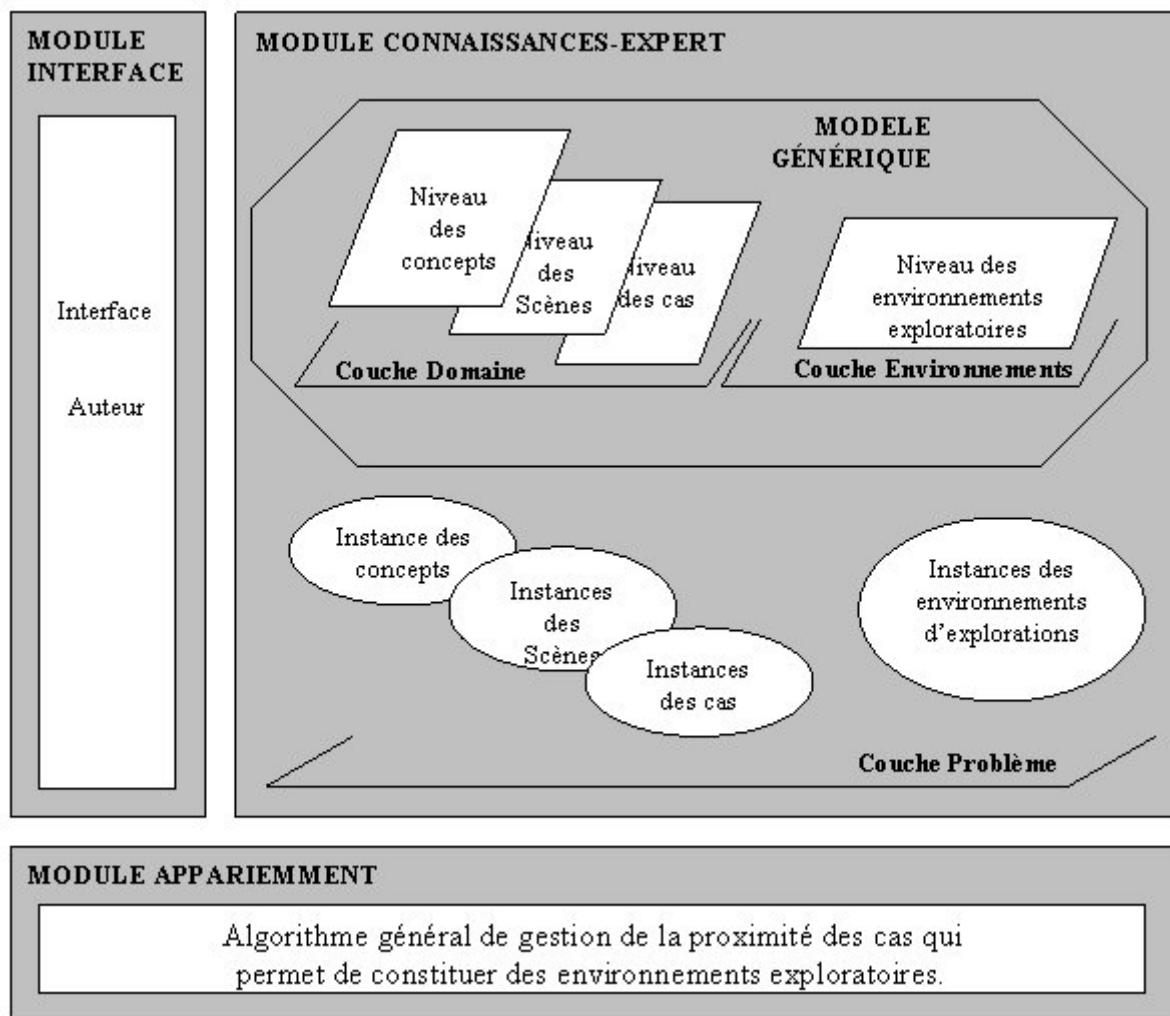 MODULE
INTERFACE
Interface
Auteur
MODULE CONNAISSANCES-EXPERT
MODELE
GÉNÉRIQUE
Niveau
des
concepts
Niveau
des
Scènes
Niveau
des cas
Niveau des
environnements
exploratoires
Couche Domaine
Couche Environnements
Instance des
concepts
Instances
des
Scènes
Instances
des cas
Instances des
environnements
d'explorations
Couche Problème
MODULE APPARIEMMENT
Algorithme général de gestion de la proximité des cas qui
permet de constituer des environnements exploratoires.